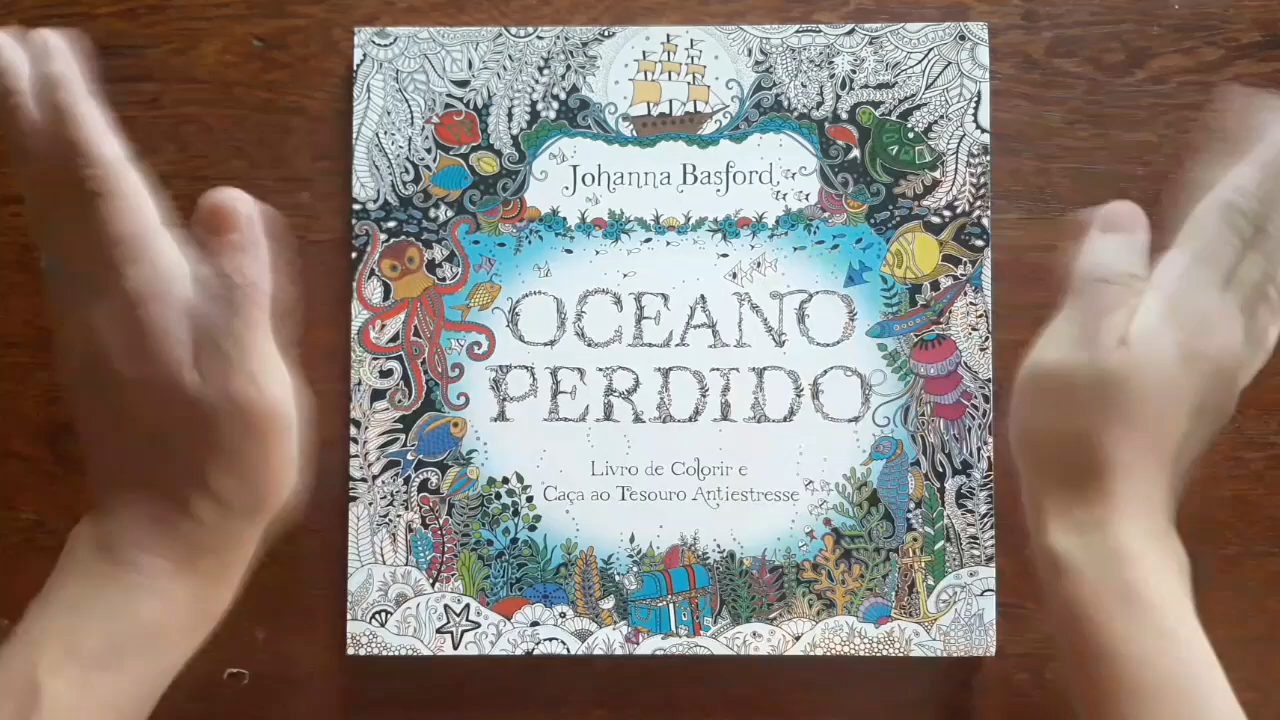 Johanna Basford
OCEANO
PERDIDO
Livro de Colorir e
Caça ao Tesouro Antiestresse